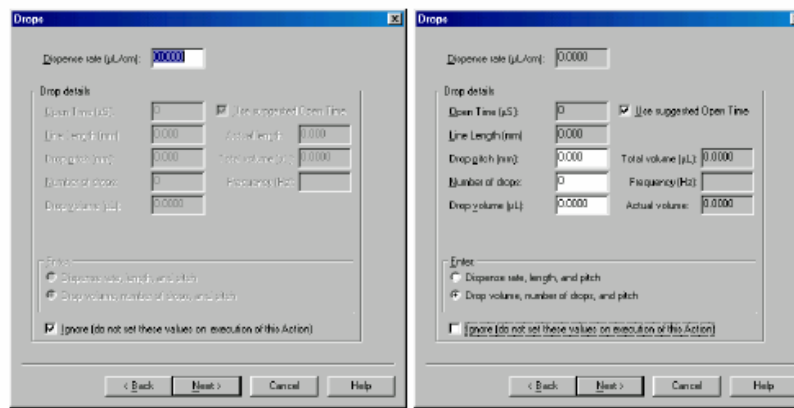 Drops
Dispense rate (µL/cm): 0.0000
Drop details
Open Time (µS): 0 Use suggested Open Time
Line Length (mm) 0.000 Actual length: 0.000
Drop pitch (mm): 0.000 Total volume (µL): 0.0000
Number of drops: 0 Frequency (Hz):
Drop volume (µL): 0.0000
Enter
Dispense rate, length, and pitch
Drop volume, number of drops, and pitch
Ignore (do not set these values on execution of this Action)
< Back Next > Cancel Help
Drops
Dispense rate (µL/cm): 0.0000
Drop details
Open Time (µS): 0 Use suggested Open Time
Line Length (mm) 0.000
Drop pitch (mm): 0.000 Total volume (µL): 0.0000
Number of drops: 0 Frequency (Hz):
Drop volume (µL): 0.0000 Actual volume: 0.0000
Enter
Dispense rate, length, and pitch
Drop volume, number of drops, and pitch
Ignore (do not set these values on execution of this Action)
< Back Next > Cancel Help